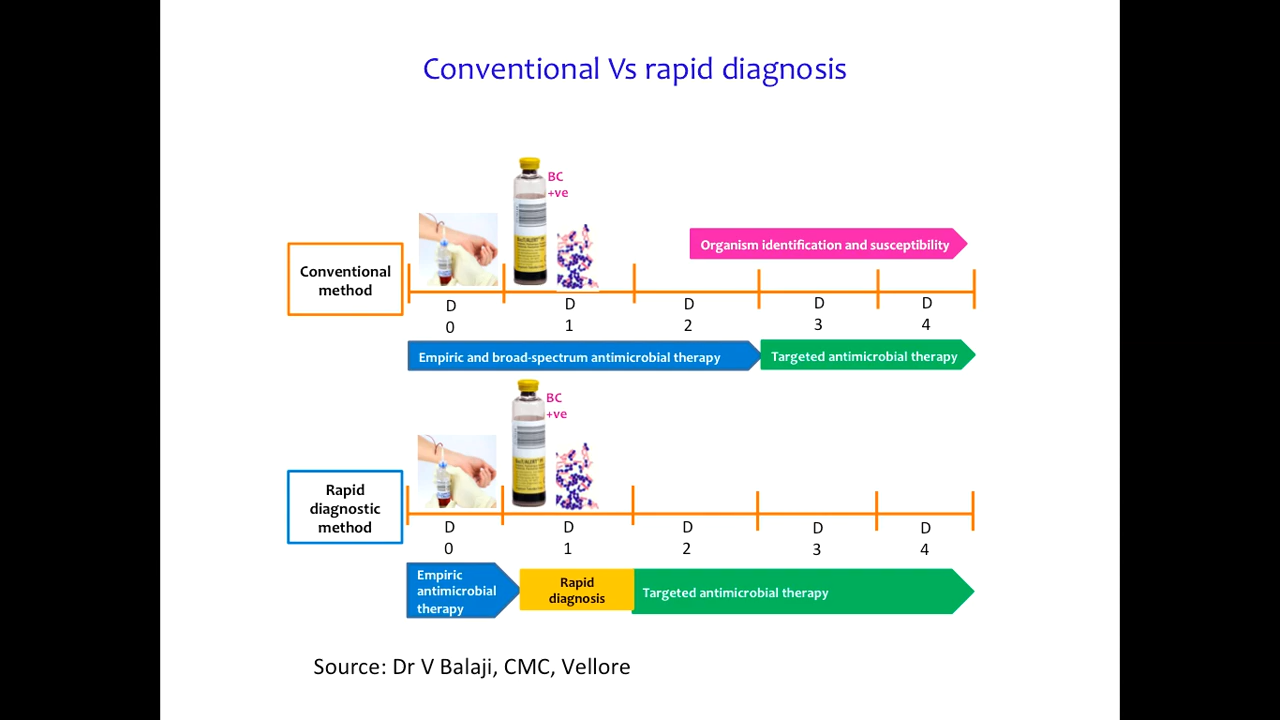 Conventional Vs rapid diagnosis
BC
+ve
Organism identification and susceptibility
Conventional
method
D
0
D
1
D
2
D
3
D
4
Empiric and broad-spectrum antimicrobial therapy
Targeted antimicrobial therapy
BC
+ve
Rapid
diagnostic
method
D
0
D
1
D
2
D
3
D
4
Empiric
antimicrobial
therapy
Rapid
diagnosis
Targeted antimicrobial therapy
Source: Dr V Balaji, CMC, Vellore